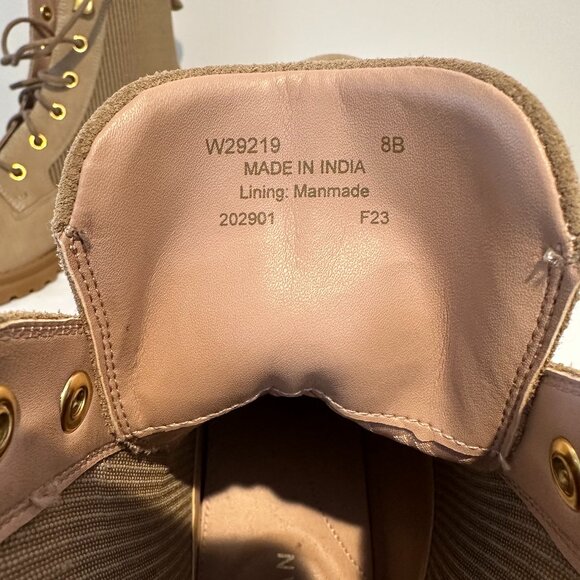 W29219 8B
MADE IN INDIA
Lining: Manmade
202901 F23